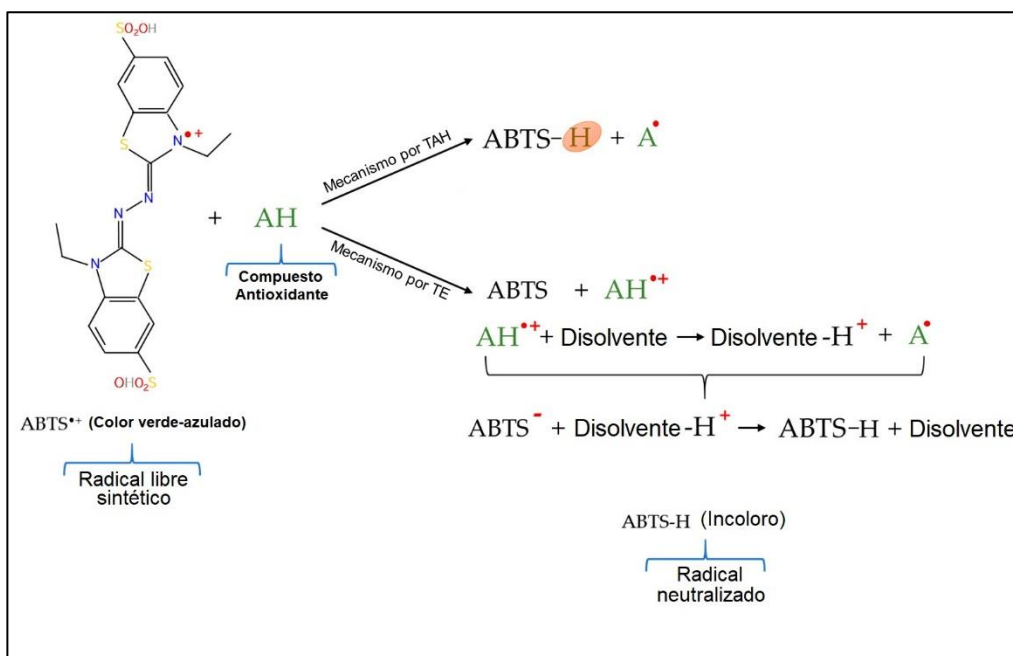 SO₂OH
N•+
S
N
N
N
S
OHO₂S
ABTS•+ (Color verde-azulado)
Radical libre
sintético
+ AH
Compuesto
Antioxidante
Mecanismo por TAH
ABTS-H + A•
Mecanismo por TE
ABTS + AH•+
AH•+ + Disolvente → Disolvente -H+ + A•
ABTS- + Disolvente-H+ → ABTS-H + Disolvente
ABTS-H (Incoloro)
Radical
neutralizado